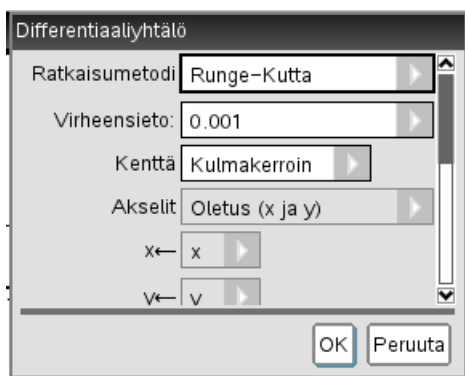 Differentiaaliyhtälö
Ratkaisumetodi Runge-Kutta
Virheensieto: 0.001
Kenttä Kulmakerroin
Akselit Oletus (x ja y)
x← x
y← y
OK Peruuta